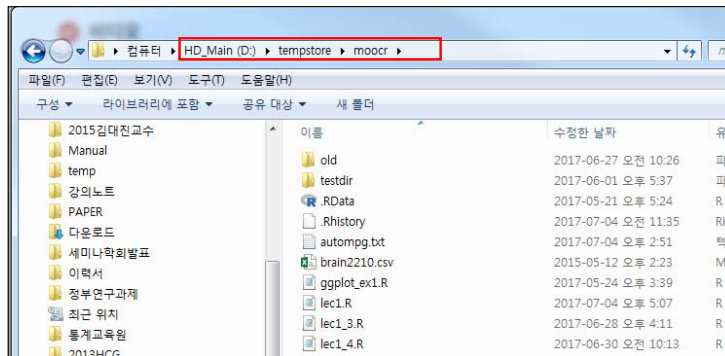 컴퓨터 ▸ HD_Main (D:) ▸ tempstore ▸ moocr ▸
파일(F) 편집(E) 보기(V) 도구(T) 도움말(H)
구성 라이브러리에 포함 공유 대상 새 폴더
2015김대진교수
Manual
temp
강의노트
PAPER
다운로드
세미나학회발표
이력서
정부연구과제
최근 위치
통계교육원
2013HCG
이름 수정한 날짜
old 2017-06-27 오전 10:26
testdir 2017-06-01 오후 5:37
.RData 2017-05-21 오후 5:24 R
.Rhistory 2017-07-04 오전 11:35
autompg.txt 2017-07-04 오후 2:51
brain2210.csv 2015-05-12 오후 2:23 M
ggplot_ex1.R 2017-05-24 오후 3:39 R
lec1.R 2017-07-04 오후 5:07 R
lec1_3.R 2017-06-28 오후 4:11 R
lec1_4.R 2017-06-30 오전 10:13 R